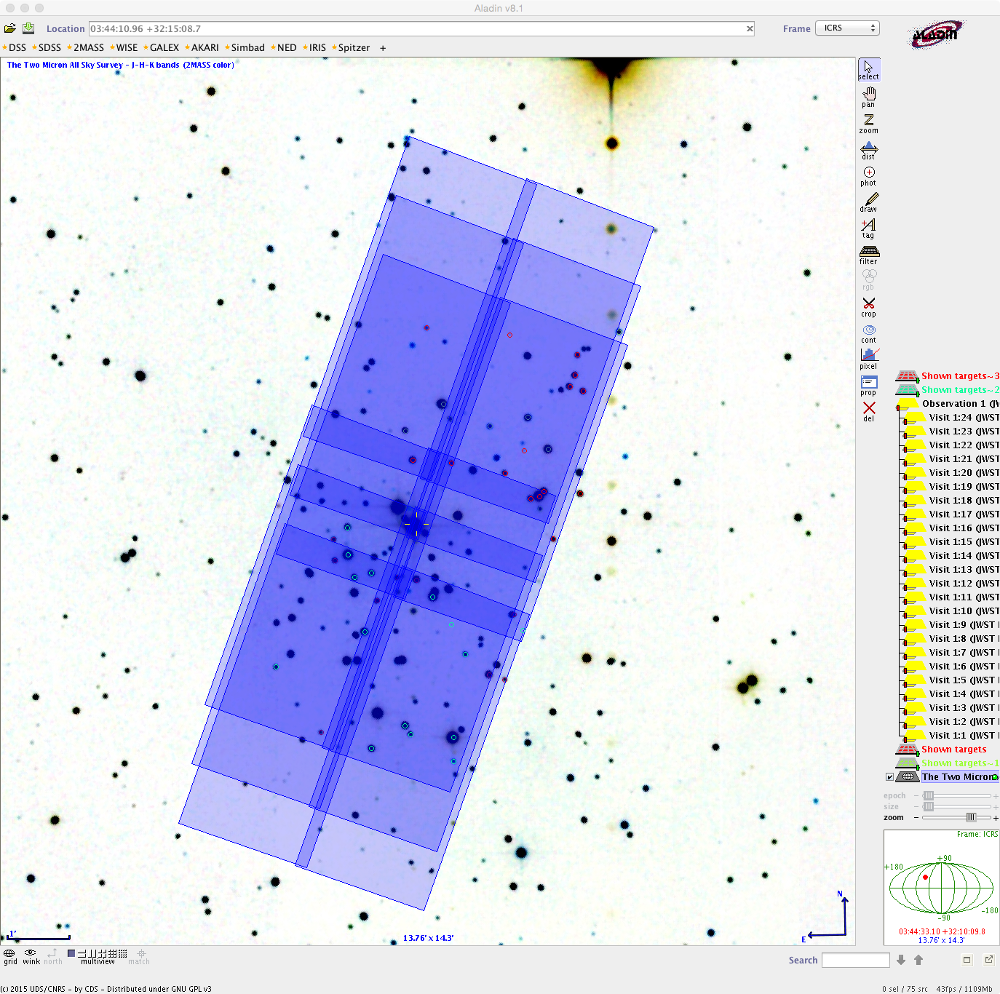 Aladin v8.1
Location 03:44:10.96 +32:15:08.7
Frame ICRS
ALADIN
DSS SDSS 2MASS WISE GALEX AKARI Simbad NED IRIS Spitzer +
The Two Micron All Sky Survey - J-H-K bands (2MASS color)
select
pan
zoom
dist
phot
draw
tag
filter
rgb
crop
cont
pixel
prop
del
Shown targets~3
Shown targets~2
Observation 1 (JW
Visit 1:24 (JWST
Visit 1:23 (JWST
Visit 1:22 (JWST
Visit 1:21 (JWST
Visit 1:20 (JWST
Visit 1:19 (JWST
Visit 1:18 (JWST
Visit 1:17 (JWST
Visit 1:16 (JWST
Visit 1:15 (JWST
Visit 1:14 (JWST
Visit 1:13 (JWST
Visit 1:12 (JWST
Visit 1:11 (JWST
Visit 1:10 (JWST
Visit 1:9 (JWST
Visit 1:8 (JWST
Visit 1:7 (JWST
Visit 1:6 (JWST
Visit 1:5 (JWST
Visit 1:4 (JWST
Visit 1:3 (JWST
Visit 1:2 (JWST
Visit 1:1 (JWST
Shown targets
Shown targets~1
The Two Micron
epoch - +
size - +
zoom - +
Frame: ICRS
+90
+180
-180
-90
03:44:33.10 +32:10:09.8
13.76' x 14.3'
N
E
1'
13.76' x 14.3'
grid wink north multiview match
Search
(c) 2015 UDS/CNRS - by CDS - Distributed under GNU GPL v3
0 sel / 75 src 43fps / 1109Mb